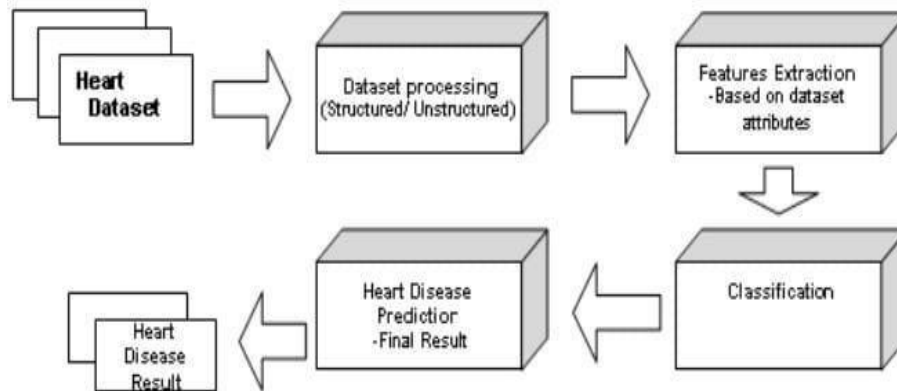 Heart
Dataset
Dataset processing
(Structured/ Unstructured)
Features Extraction
-Based on dataset
attributes
Classification
Heart Disease
Prediction
-Final Result
Heart
Disease
Result